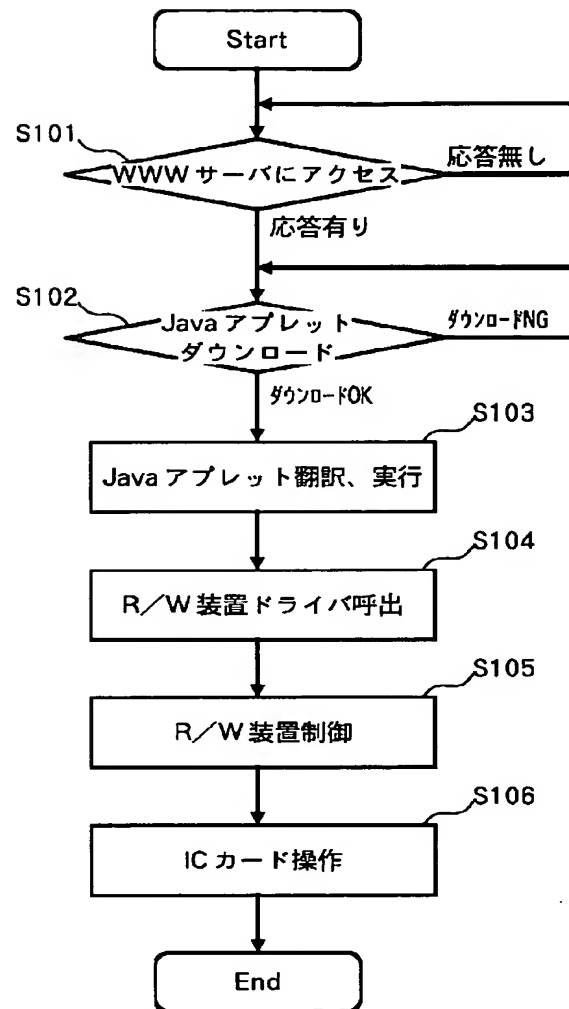 Start
S101
WWWサーバにアクセス
応答無し
応答有り
S102
Javaアプレット
ダウンロード
ダウンロードNG
ダウンロードOK
S103
Javaアプレット翻訳、実行
S104
R／W装置ドライバ呼出
S105
R／W装置制御
S106
ICカード操作
End